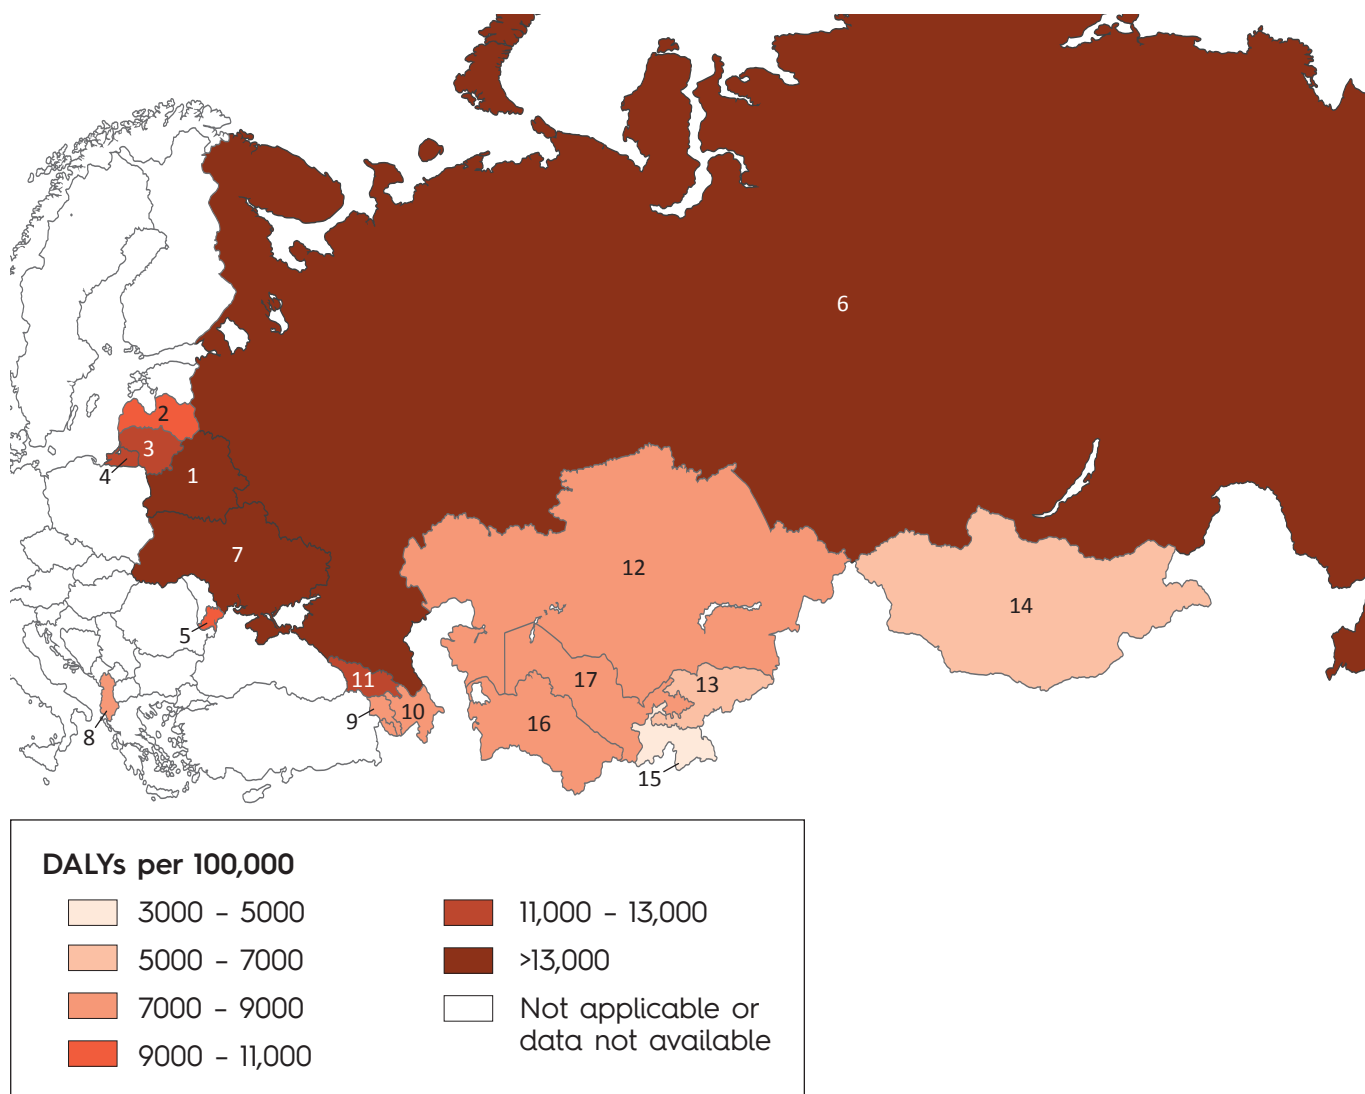 6
2
3
4
1
7
12
14
5
11
13
17
9
10
16
8
15
DALYs per 100,000
3000 – 5000
5000 – 7000
7000 – 9000
9000 – 11,000
11,000 – 13,000
>13,000
Not applicable or
data not available